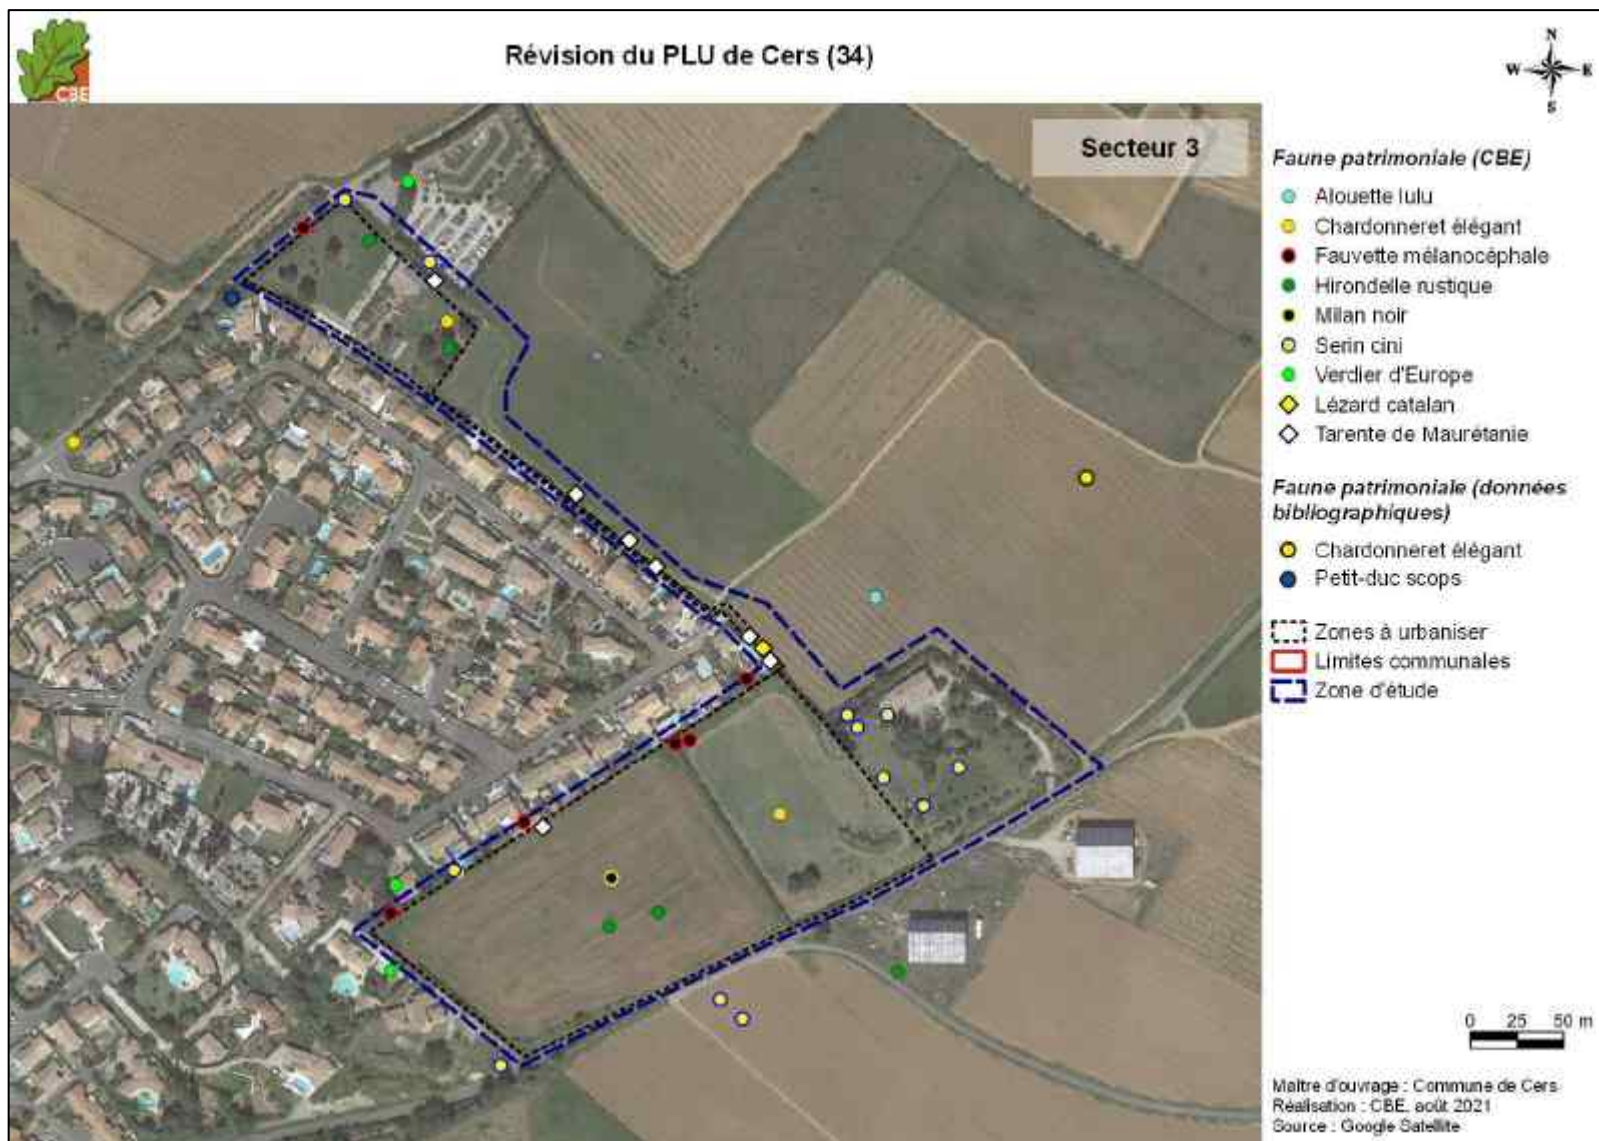 Révision du PLU de Cers (34)
CBE
N
W E
S
Secteur 3
Faune patrimoniale (CBE)
Alouette lulu
Chardonneret élégant
Fauvette mélanocéphale
Hirondelle rustique
Milan noir
Serin cini
Verdier d'Europe
Lézard catalan
Tarente de Maurétanie
Faune patrimoniale (données
bibliographiques)
Chardonneret élégant
Petit-duc scops
Zones à urbaniser
Limites communales
Zone d'étude
0 25 50 m
Maître d'ouvrage : Commune de Cers
Réalisation : CBE, août 2021
Source : Google Satellite